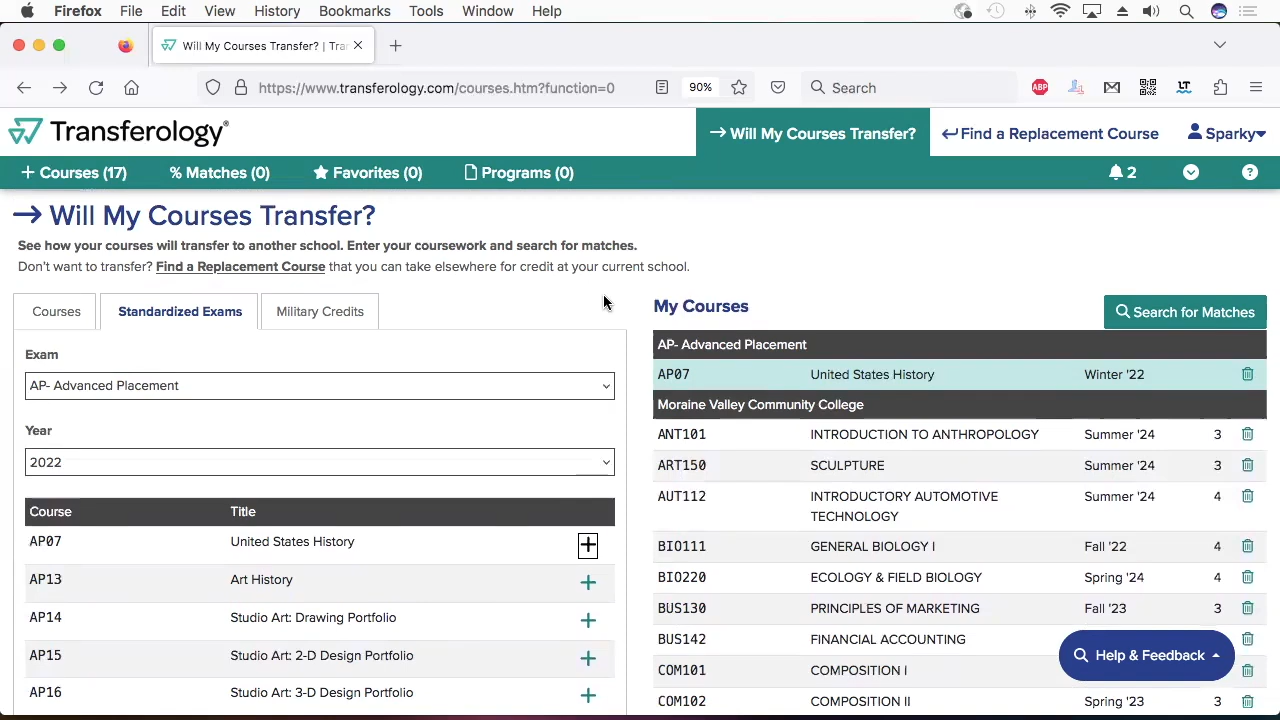 Firefox File Edit View History Bookmarks Tools Window Help
Will My Courses Transfer? | Tra
https://www.transferology.com/courses.htm?function=0 90% Search ABP LT
Transferology® → Will My Courses Transfer? Find a Replacement Course Sparky
+ Courses (17) % Matches (0) Favorites (0) Programs (0) 2 ?
→ Will My Courses Transfer?
See how your courses will transfer to another school. Enter your coursework and search for matches.
Don't want to transfer? Find a Replacement Course that you can take elsewhere for credit at your current school.
Courses Standardized Exams Military Credits
Exam
AP- Advanced Placement
Year
2022
Course Title
AP07 United States History +
AP13 Art History +
AP14 Studio Art: Drawing Portfolio +
AP15 Studio Art: 2-D Design Portfolio +
AP16 Studio Art: 3-D Design Portfolio +
My Courses Search for Matches
AP- Advanced Placement
AP07 United States History Winter '22
Moraine Valley Community College
ANT101 INTRODUCTION TO ANTHROPOLOGY Summer '24 3
ART150 SCULPTURE Summer '24 3
AUT112 INTRODUCTORY AUTOMOTIVE Summer '24 4
TECHNOLOGY
BIO111 GENERAL BIOLOGY I Fall '22 4
BIO220 ECOLOGY & FIELD BIOLOGY Spring '24 4
BUS130 PRINCIPLES OF MARKETING Fall '23 3
BUS142 FINANCIAL ACCOUNTING
Help & Feedback
COM101 COMPOSITION I
COM102 COMPOSITION II Spring '23 3